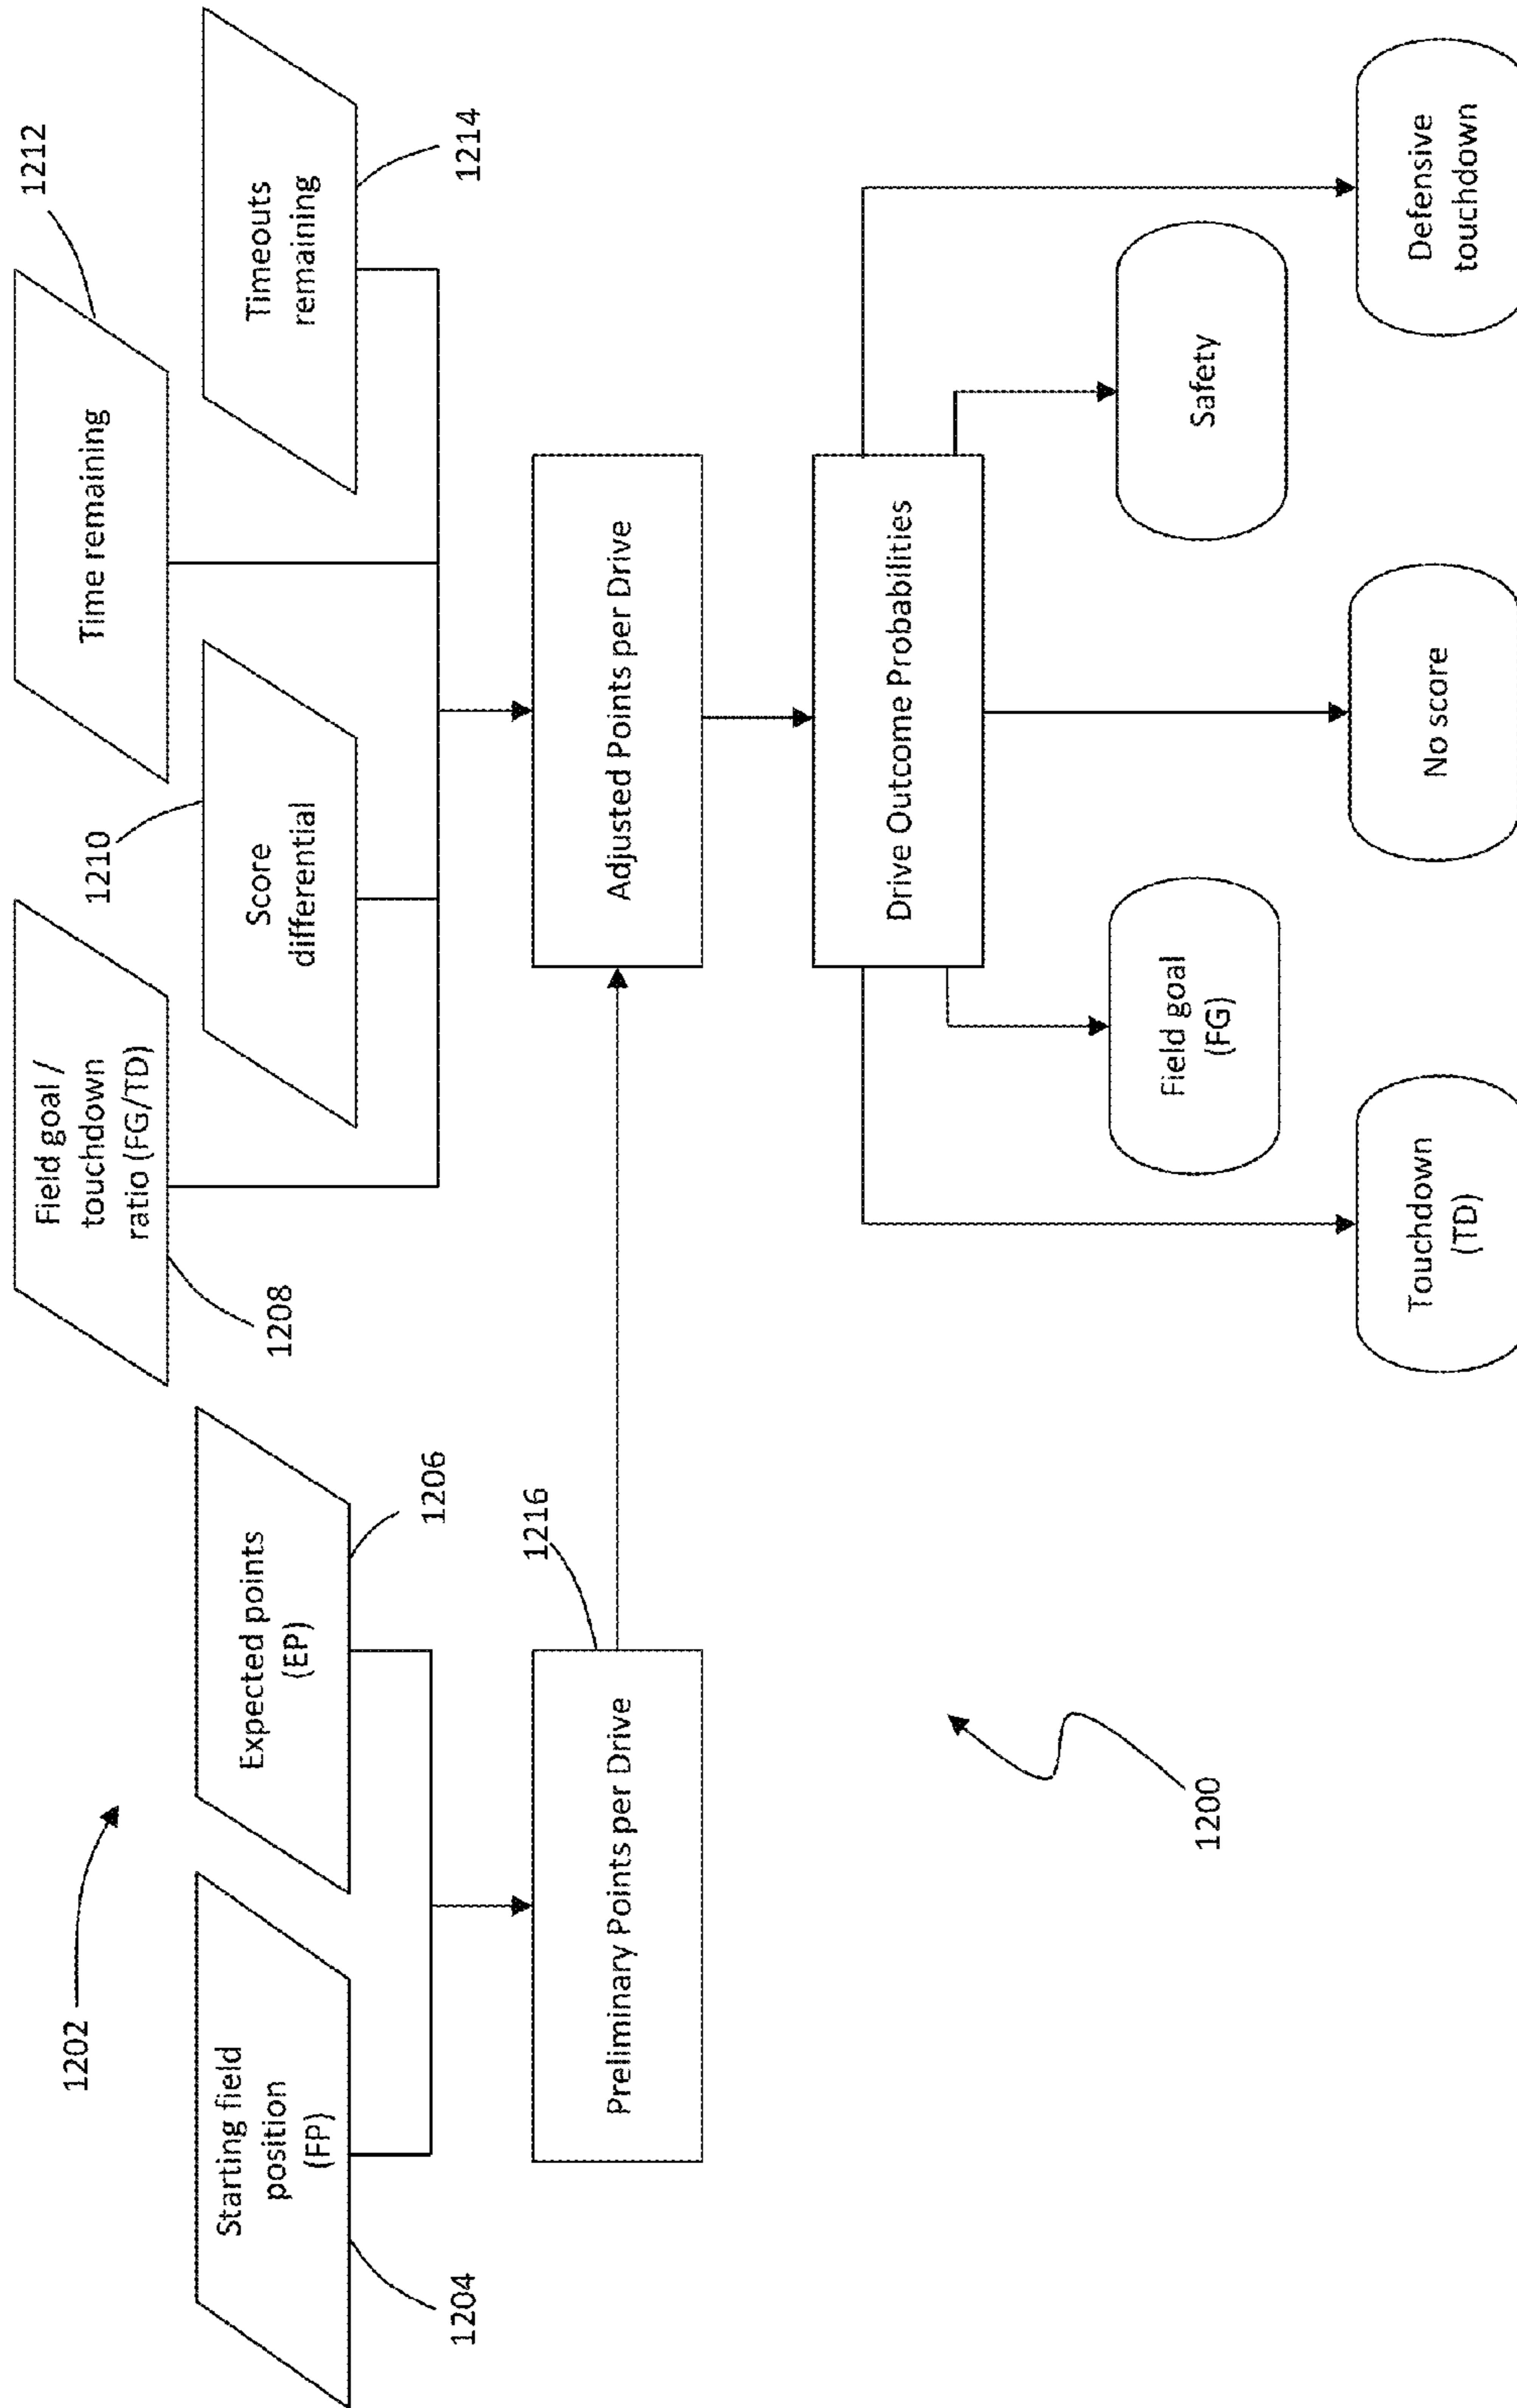 1202
Starting field
position
(FP)
1204
Expected points
(EP)
1206
Field goal /
touchdown
ratio (FG/TD)
1208
1210
Score
differential
Time remaining
1212
Timeouts
remaining
1214
Preliminary Points per Drive
1216
Adjusted Points per Drive
Drive Outcome Probabilities
Touchdown
(TD)
Field goal
(FG)
No score
Safety
Defensive
touchdown
1200